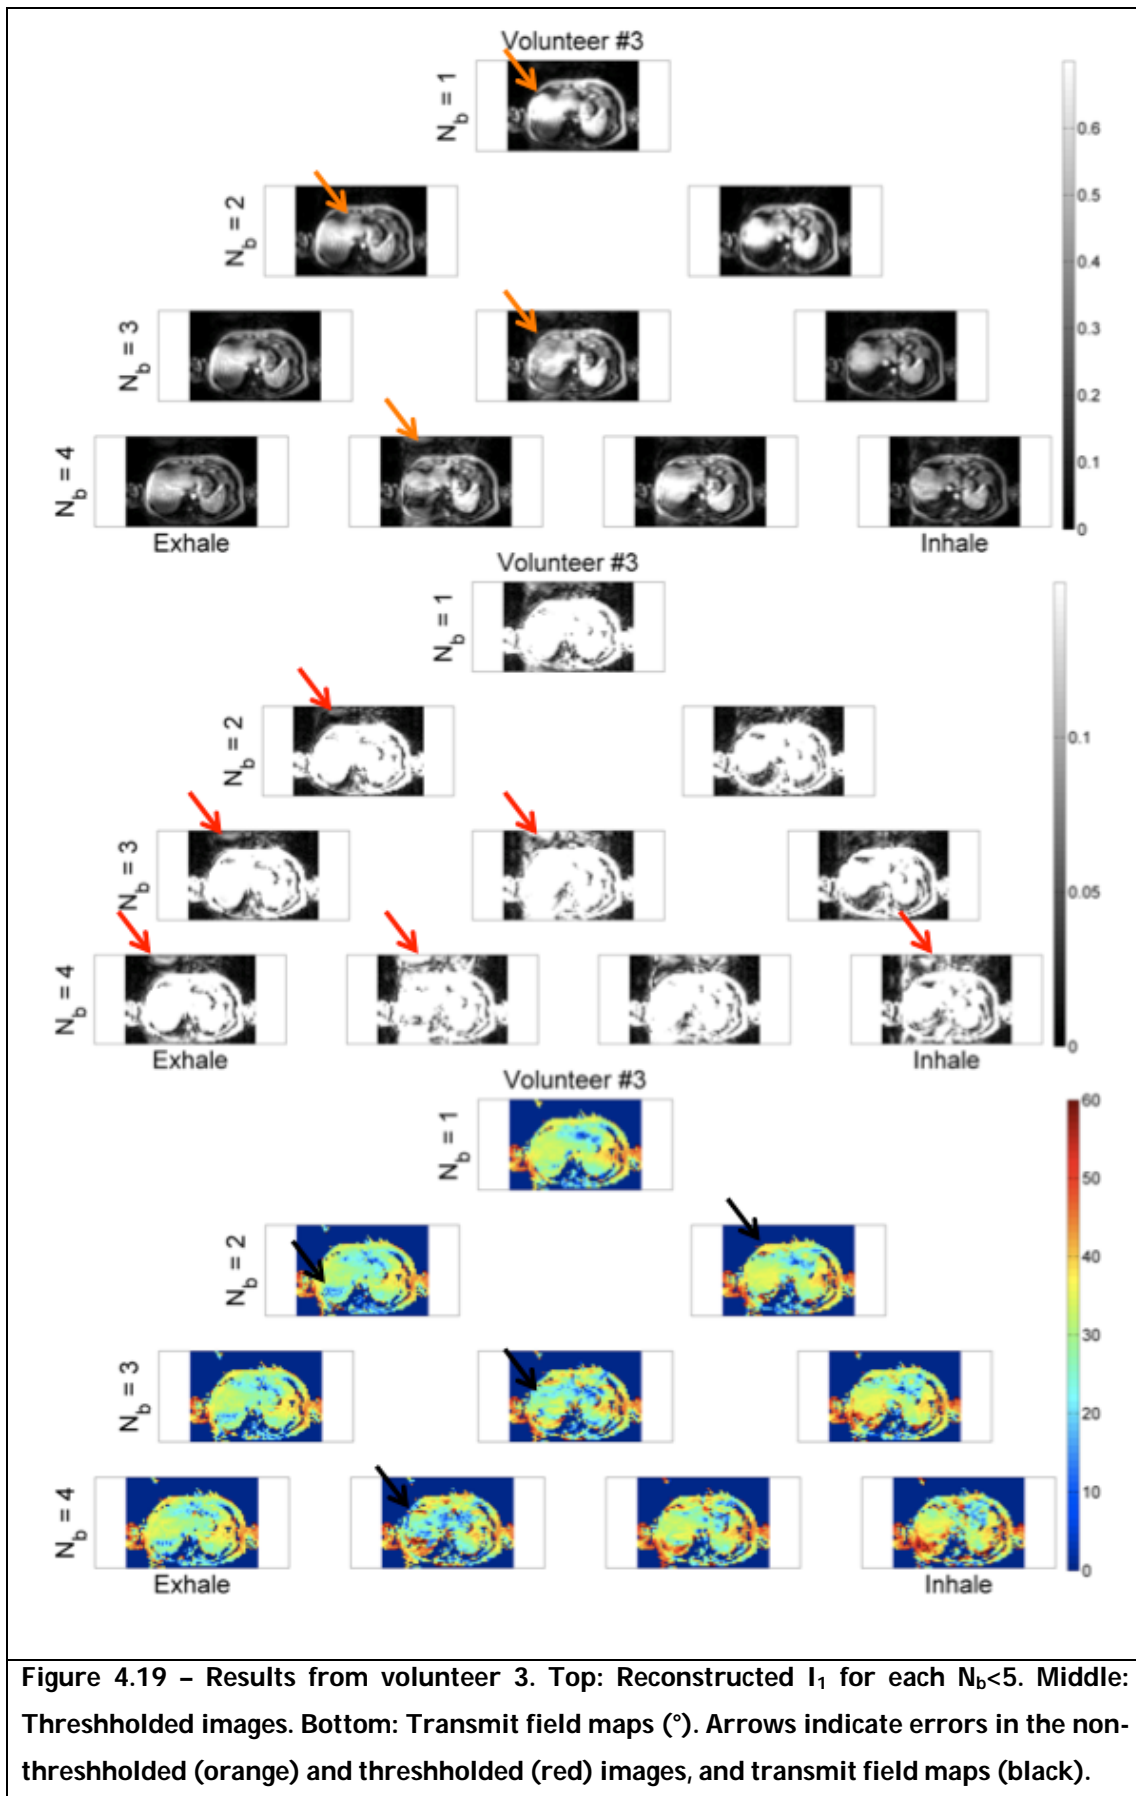 Volunteer #3
N_b = 1
0.6
0.5
N_b = 2
0.4
0.3
N_b = 3
0.2
0.1
N_b = 4
0
Exhale Inhale
Volunteer #3
N_b = 1
N_b = 2
0.1
N_b = 3
0.05
N_b = 4
0
Exhale Inhale
Volunteer #3
60
N_b = 1
50
N_b = 2
40
30
N_b = 3
20
10
N_b = 4
0
Exhale Inhale
Figure 4.19 – Results from volunteer 3. Top: Reconstructed I₁ for each N_b<5. Middle:
Threshholded images. Bottom: Transmit field maps (°). Arrows indicate errors in the non-
threshholded (orange) and threshholded (red) images, and transmit field maps (black).